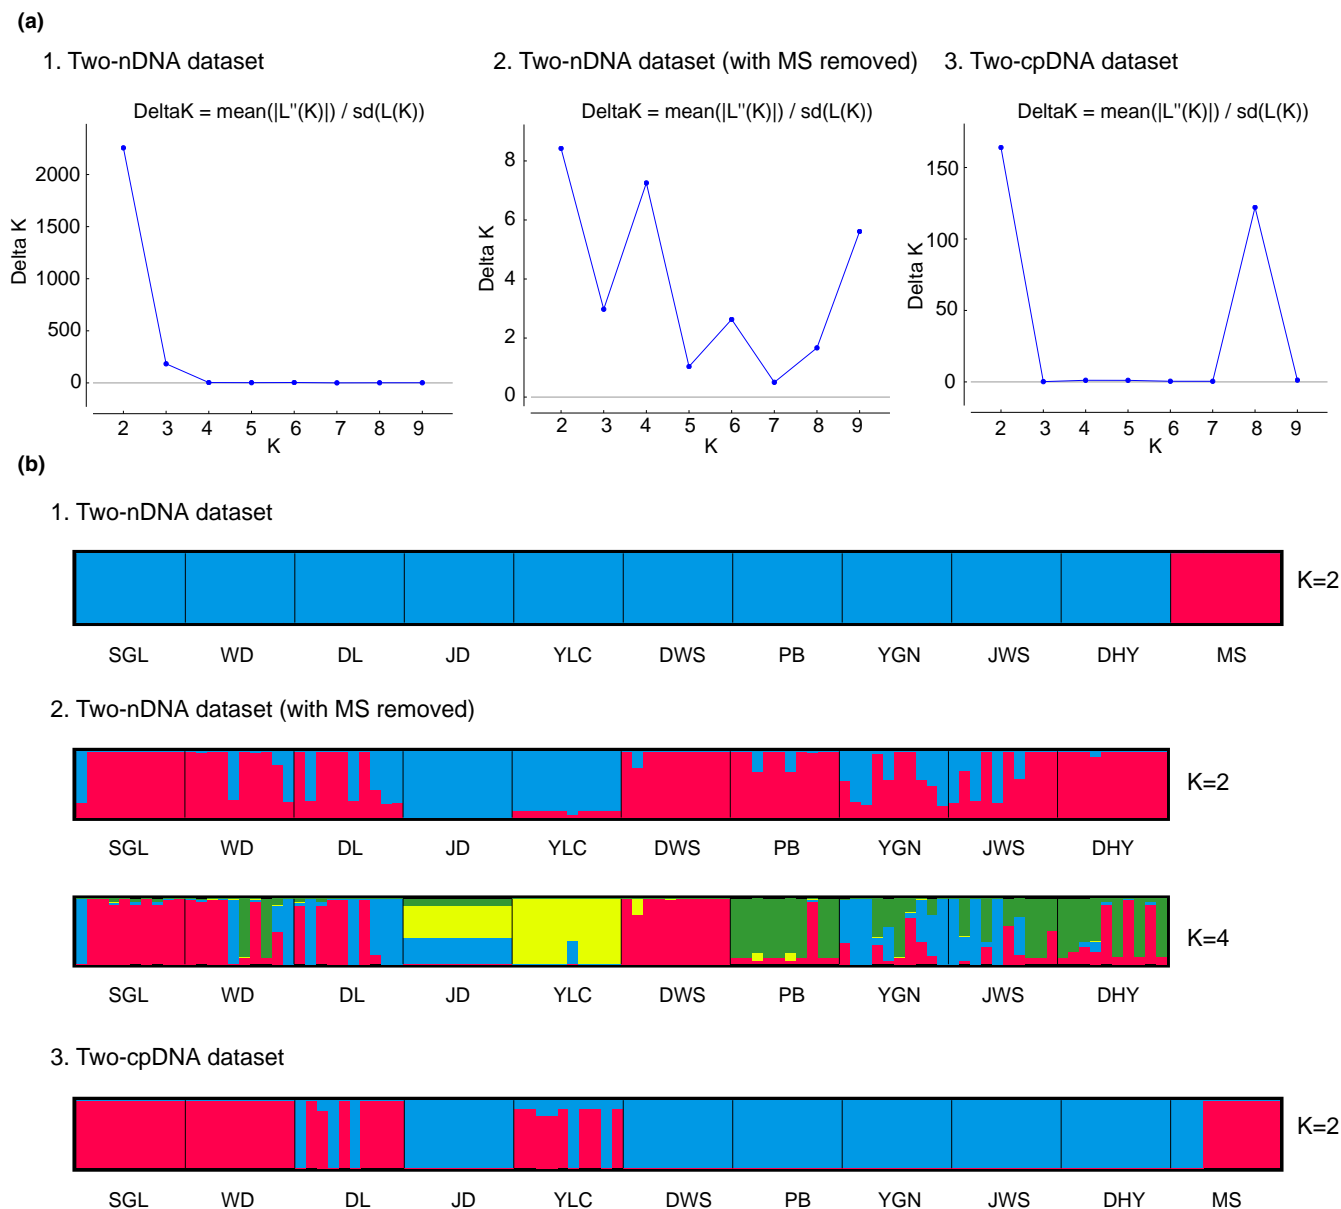 (a)
1. Two-nDNA dataset
2. Two-nDNA dataset (with MS removed)
3. Two-cpDNA dataset
DeltaK = mean(|L"(K)|) / sd(L(K))
2000
1500
1000
500
0
Delta K
2 3 4 5 6 7 8 9
K
DeltaK = mean(|L"(K)|) / sd(L(K))
8
6
4
2
0
Delta K
2 3 4 5 6 7 8 9
K
DeltaK = mean(|L"(K)|) / sd(L(K))
150
100
50
0
Delta K
2 3 4 5 6 7 8 9
K
(b)
1. Two-nDNA dataset
K=2
SGL WD DL JD YLC DWS PB YGN JWS DHY MS
2. Two-nDNA dataset (with MS removed)
K=2
SGL WD DL JD YLC DWS PB YGN JWS DHY
K=4
SGL WD DL JD YLC DWS PB YGN JWS DHY
3. Two-cpDNA dataset
K=2
SGL WD DL JD YLC DWS PB YGN JWS DHY MS